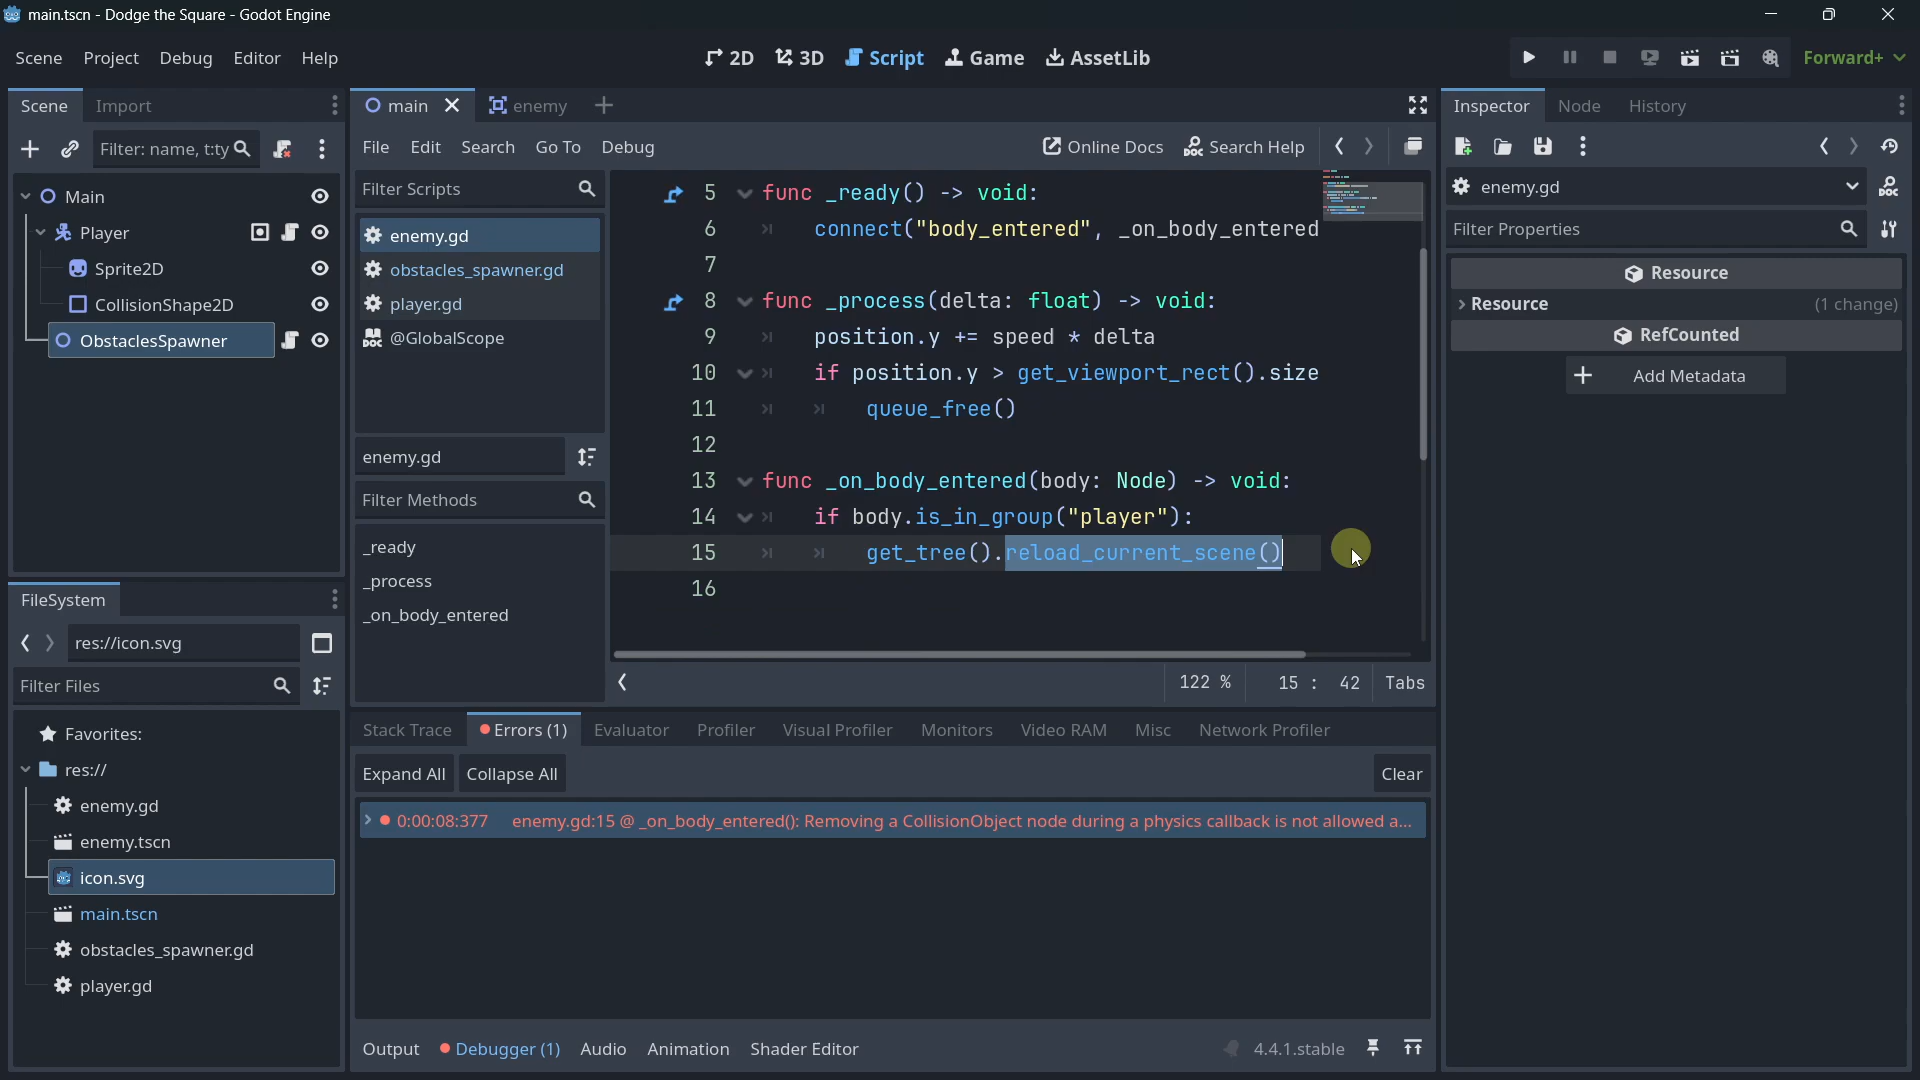 main.tscn - Dodge the Square - Godot Engine
Scene Project Debug Editor Help
2D 3D Script Game AssetLib
Forward+
Scene Import
Filter: name, t:ty
Main
Player
Sprite2D
CollisionShape2D
ObstaclesSpawner
FileSystem
res://icon.svg
Filter Files
Favorites:
res://
enemy.gd
enemy.tscn
icon.svg
main.tscn
obstacles_spawner.gd
player.gd
main enemy
File Edit Search Go To Debug
Online Docs Search Help
Filter Scripts
enemy.gd
obstacles_spawner.gd
player.gd
@GlobalScope
enemy.gd
Filter Methods
_ready
_process
_on_body_entered
5 func _ready() -> void:
6 connect("body_entered", _on_body_entered
7
8 func _process(delta: float) -> void:
9 position.y += speed * delta
10 if position.y > get_viewport_rect().size
11 queue_free()
12
13 func _on_body_entered(body: Node) -> void:
14 if body.is_in_group("player"):
15 get_tree().reload_current_scene()
16
122 % 15 : 42 Tabs
Stack Trace Errors (1) Evaluator Profiler Visual Profiler Monitors Video RAM Misc Network Profiler
Expand All Collapse All Clear
0:00:08:377 enemy.gd:15 @ _on_body_entered(): Removing a CollisionObject node during a physics callback is not allowed a...
Output Debugger (1) Audio Animation Shader Editor 4.4.1.stable
Inspector Node History
enemy.gd
Filter Properties
Resource
Resource (1 change)
RefCounted
Add Metadata